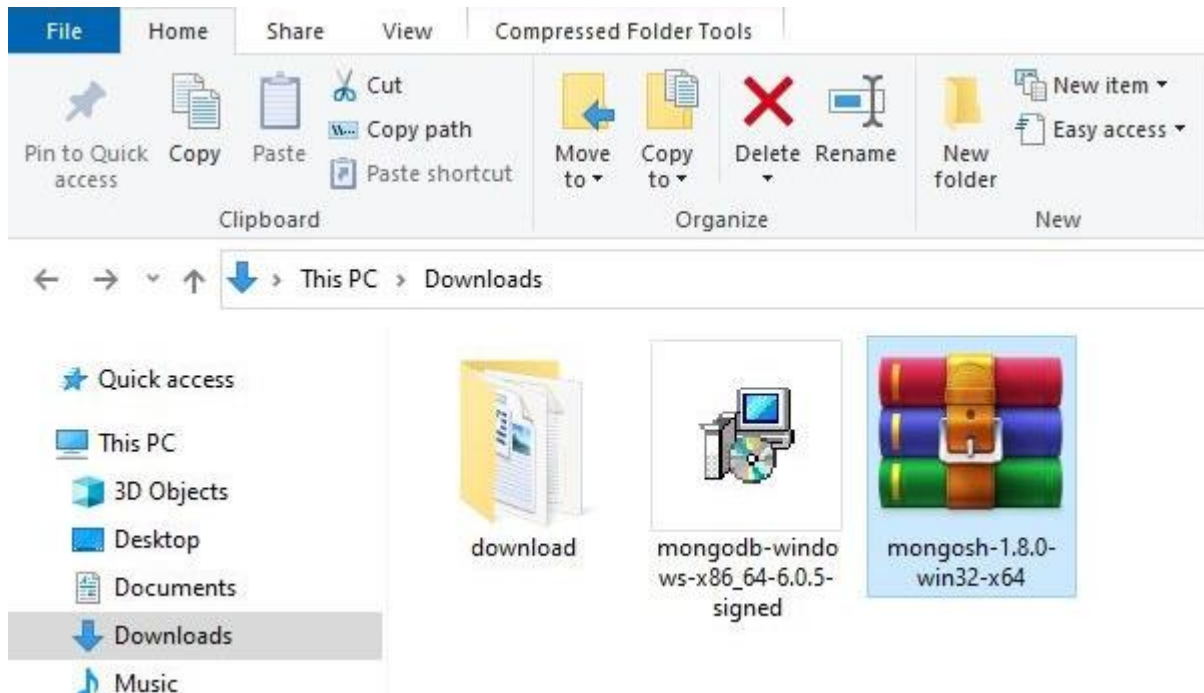 File Home Share View Compressed Folder Tools
Pin to Quick access
Copy
Paste
Cut
Copy path
Paste shortcut
Clipboard
Move to
Copy to
Delete
Rename
Organize
New folder
New item
Easy access
New
This PC > Downloads
Quick access
This PC
3D Objects
Desktop
Documents
Downloads
Music
download
mongodb-windo
ws-x86_64-6.0.5-
signed
mongosh-1.8.0-
win32-x64